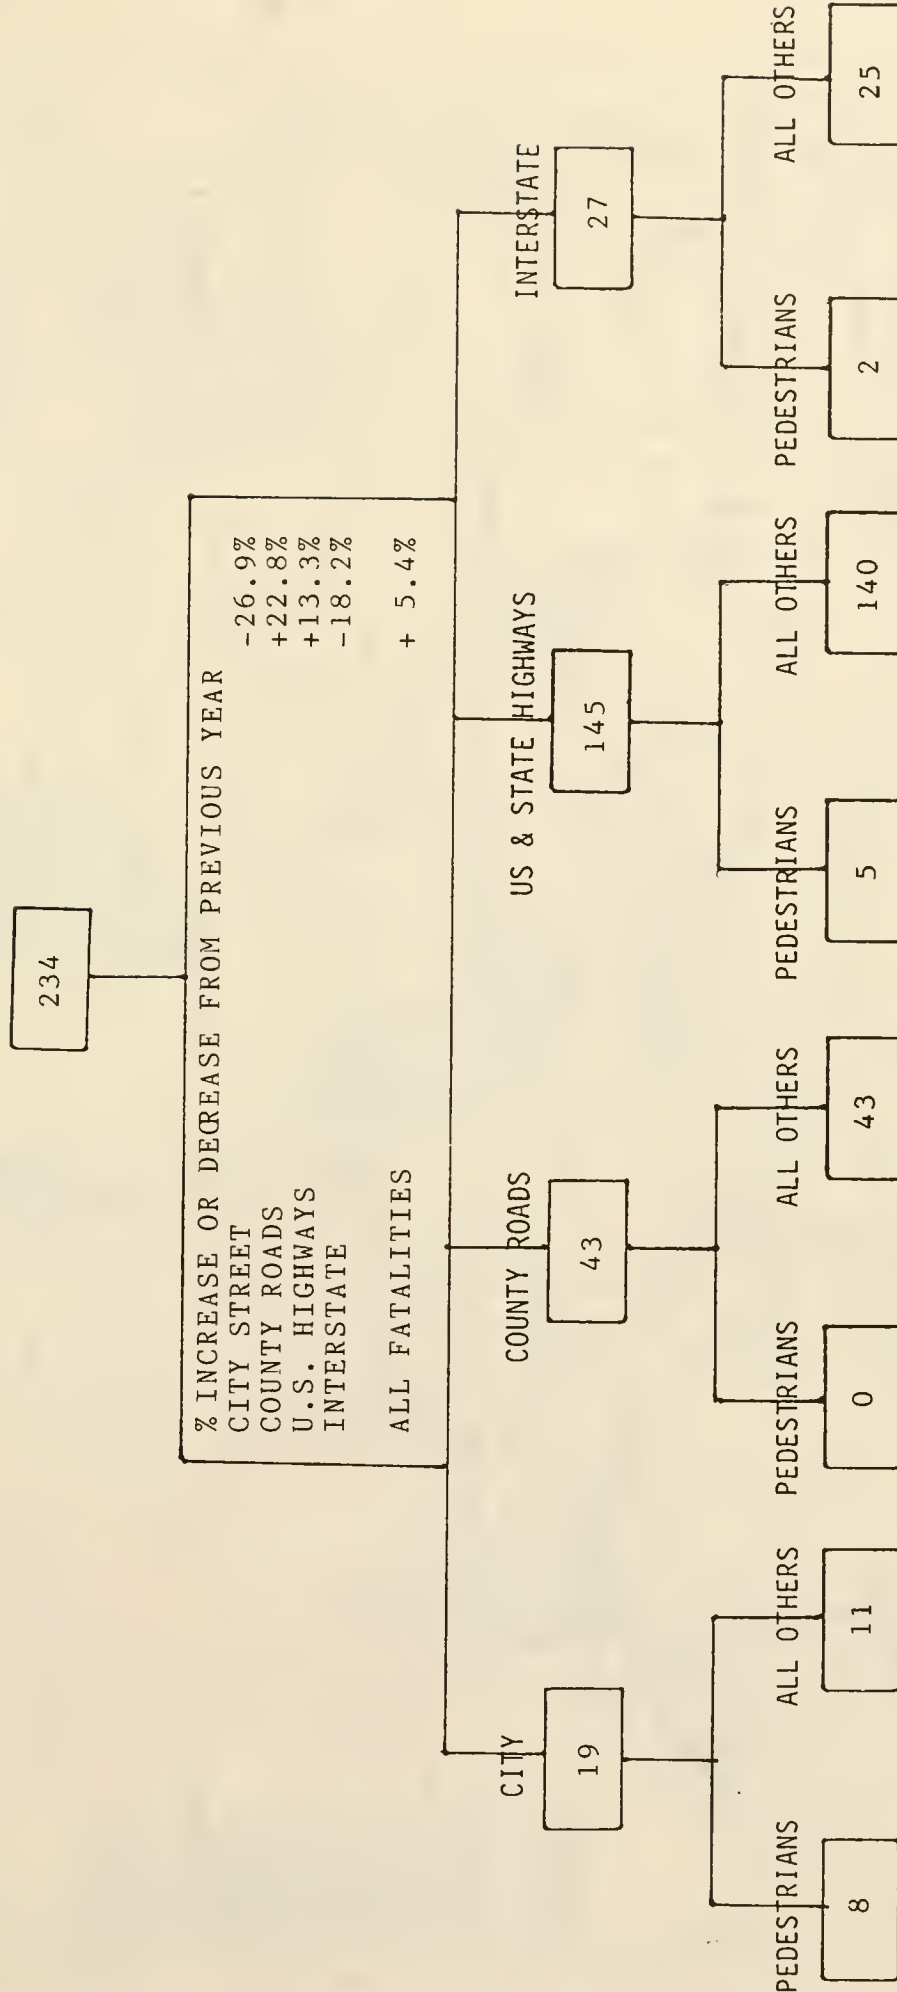 234
% INCREASE OR DECREASE FROM PREVIOUS YEAR
CITY STREET -26.9%
COUNTY ROADS +22.8%
U.S. HIGHWAYS +13.3%
INTERSTATE -18.2%
ALL FATALITIES + 5.4%
CITY COUNTY ROADS US & STATE HIGHWAYS INTERSTATE
19 43 145 27
PEDESTRIANS ALL OTHERS PEDESTRIANS ALL OTHERS PEDESTRIANS ALL OTHERS PEDESTRIANS ALL OTHERS
8 11 0 43 5 140 2 25